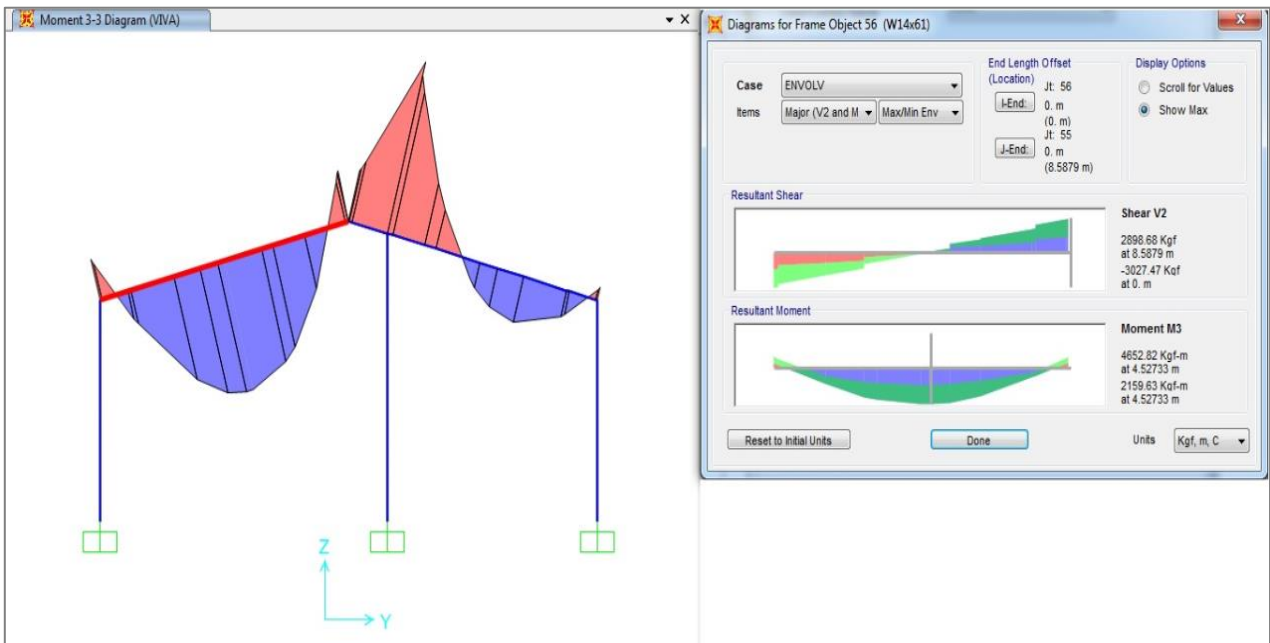 Moment 3-3 Diagram (VIVA)
X
Z
Y
Diagrams for Frame Object 56 (W14x61)
X
Case
ENVOLV
Items
Major (V2 and M
Max/Min Env
End Length Offset
(Location)
I-End:
Jt: 56
0. m
(0. m)
J-End:
Jt: 55
0. m
(8.5879 m)
Display Options
Scroll for Values
Show Max
Resultant Shear
Shear V2
2898.68 Kgf
at 8.5879 m
-3027.47 Kgf
at 0. m
Resultant Moment
Moment M3
4652.82 Kgf-m
at 4.52733 m
2159.63 Kgf-m
at 4.52733 m
Reset to Initial Units
Done
Units
Kgf, m, C